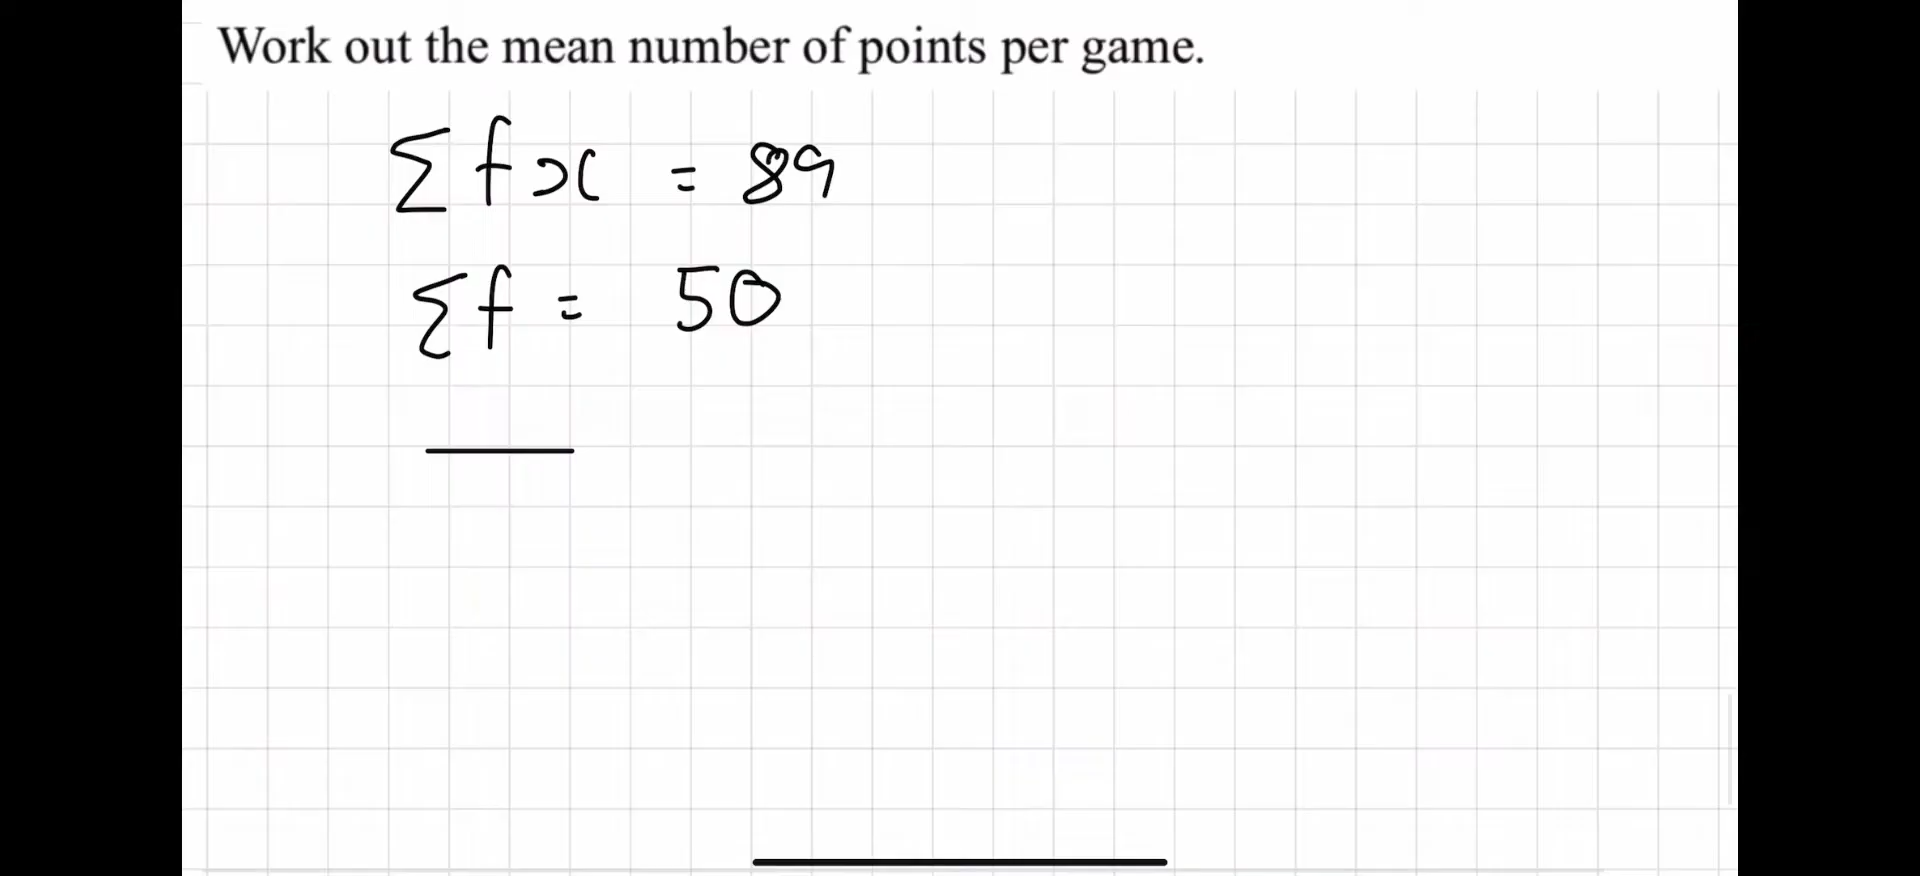 Work out the mean number of points per game.
Σfx = 89
Σf = 50